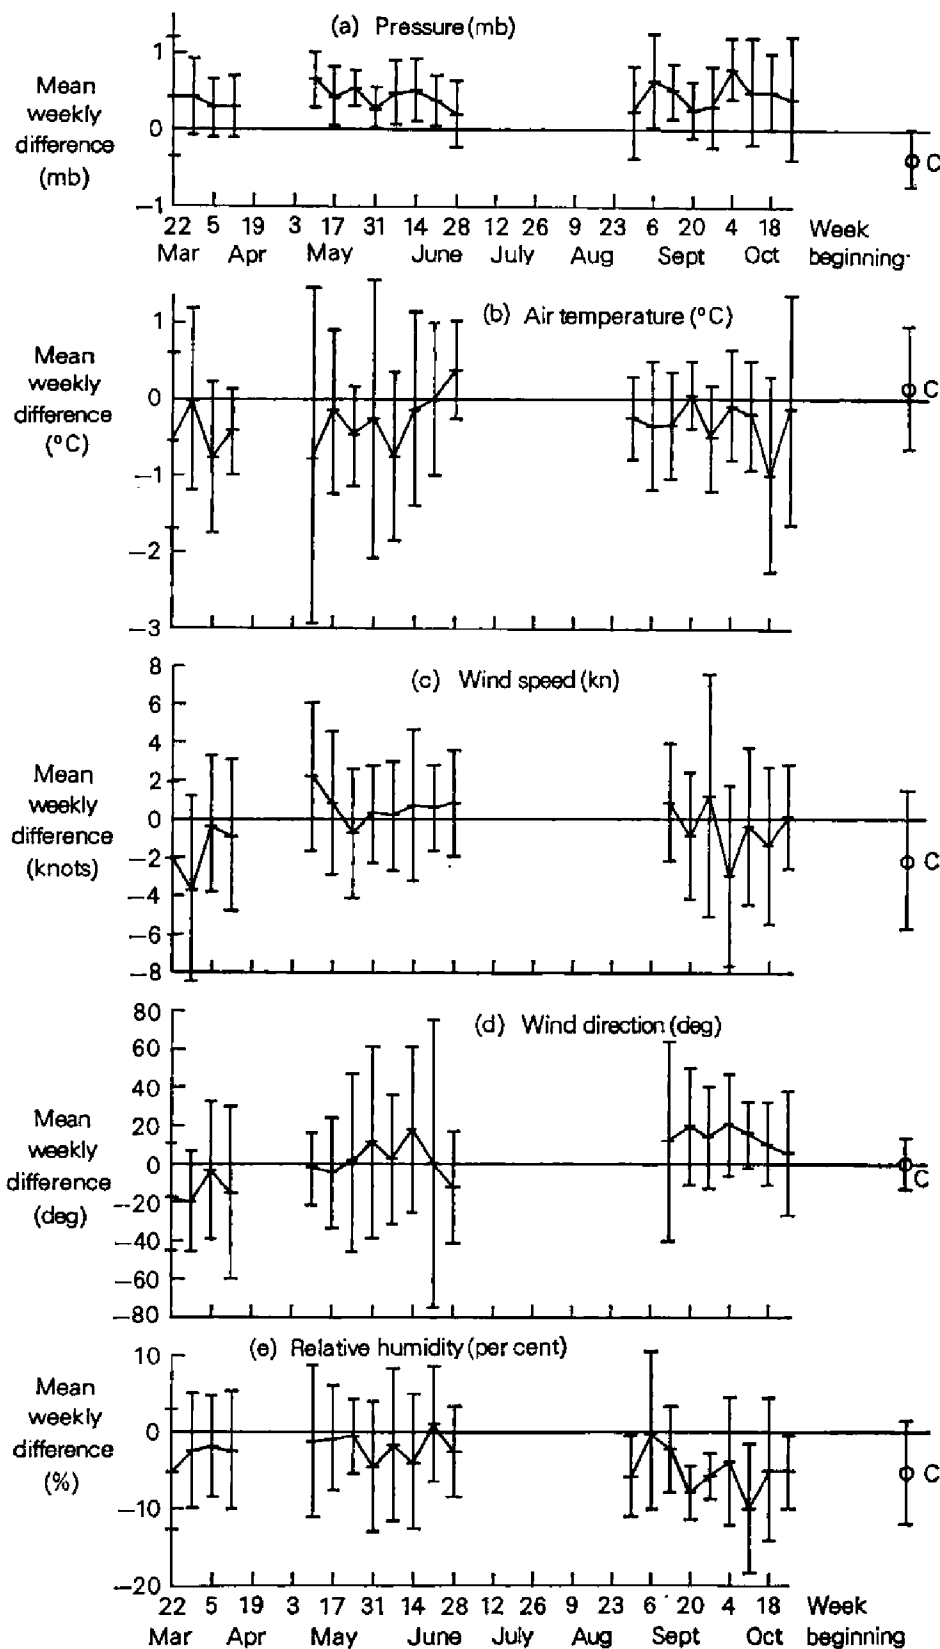 (a) Pressure (mb)
1
0
−1
Mean
weekly
difference
(mb)
C
22 5 19 3 17 31 14 28 12 26 9 23 6 20 4 18 Week
Mar Apr May June July Aug Sept Oct beginning
(b) Air temperature (°C)
1
0
−1
−2
−3
Mean
weekly
difference
(°C)
C
(c) Wind speed (kn)
8
6
4
2
0
−2
−4
−6
−8
Mean
weekly
difference
(knots)
C
(d) Wind direction (deg)
80
60
40
20
0
−20
−40
−60
−80
Mean
weekly
difference
(deg)
C
(e) Relative humidity (per cent)
10
0
−10
−20
Mean
weekly
difference
(%)
C
22 5 19 3 17 31 14 28 12 26 9 23 6 20 4 18 Week
Mar Apr May June July Aug Sept Oct beginning